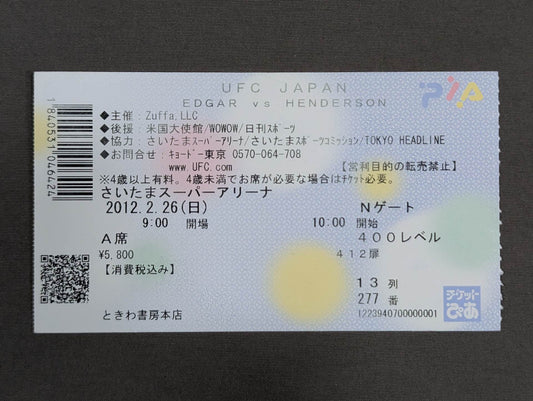 UFC JAPAN
EDGAR vs HENDERSON
PIA
◆主催：Zuffa,LLC
◆後援：米国大使館/WOWOW/日刊ｽﾎﾟｰﾂ
◆協力：さいたまｽｰﾊﾟｰｱﾘｰﾅ/さいたまｽﾎﾟｰﾂｺﾐｯｼｮﾝ/TOKYO HEADLINE
◆お問合せ：ｷｮｰﾄﾞｰ東京 0570-064-708
www.UFC.com 【営利目的の転売禁止】
※4歳以上有料。4歳未満でお席が必要な場合はﾁｹｯﾄ必要。
さいたまスーパーアリーナ
2012.2.26(日) Nゲート
9:00 開場 10:00 開始
A席 400レベル
¥5,800 412扉
【消費税込み】
13 列
277 番
ときわ書房本店 1223940700000001
チケットぴあ
1840531046424